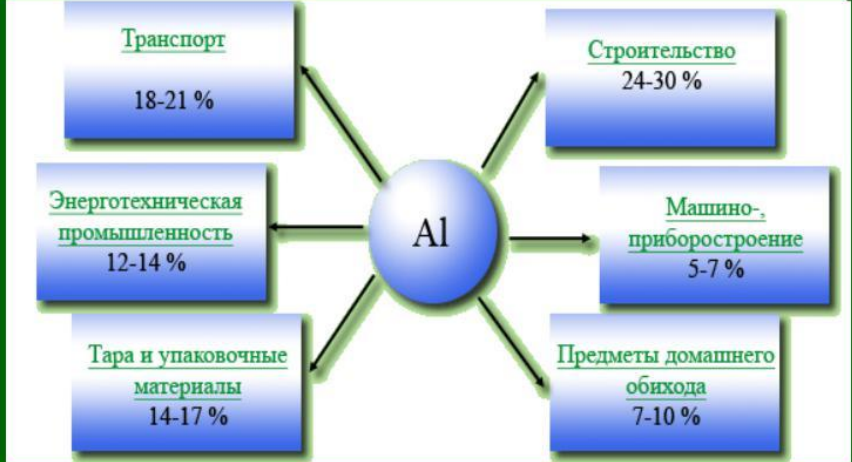 Транспорт
18-21 %
Строительство
24-30 %
Энерготехническая
промышленность
12-14 %
Al
Машино-,
приборостроение
5-7 %
Тара и упаковочные
материалы
14-17 %
Предметы домашнего
обихода
7-10 %